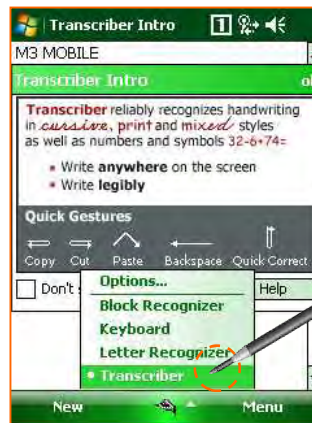 Transcriber Intro 1
M3 MOBILE
Transcriber Intro
Transcriber reliably recognizes handwriting
in cursive, print and mixed styles
as well as numbers and symbols 32-6+74=
Write anywhere on the screen
Write legibly
Quick Gestures
Copy Cut Paste Backspace Quick Correct
Don't
Help
Options...
Block Recognizer
Keyboard
Letter Recognizer
Transcriber
New Menu